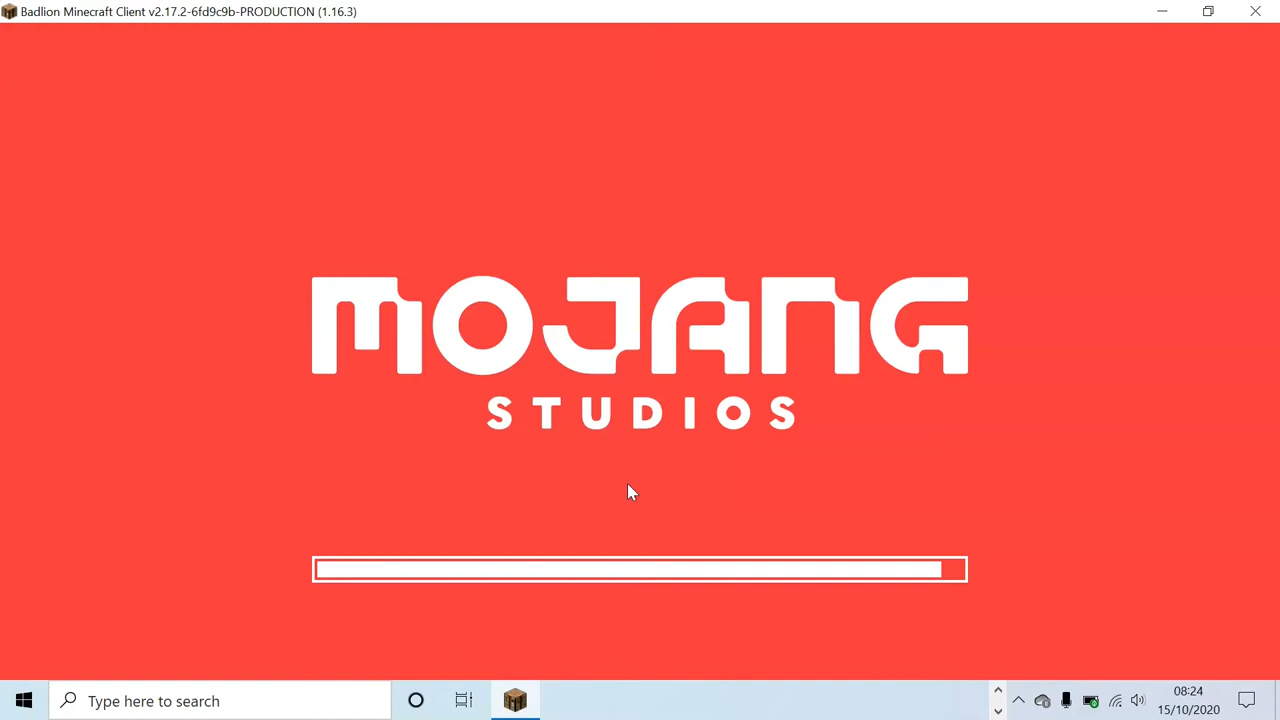 Badlion Minecraft Client v2.17.2-6fd9c9b-PRODUCTION (1.16.3)
MOJANG
STUDIOS
Type here to search
08:24
15/10/2020